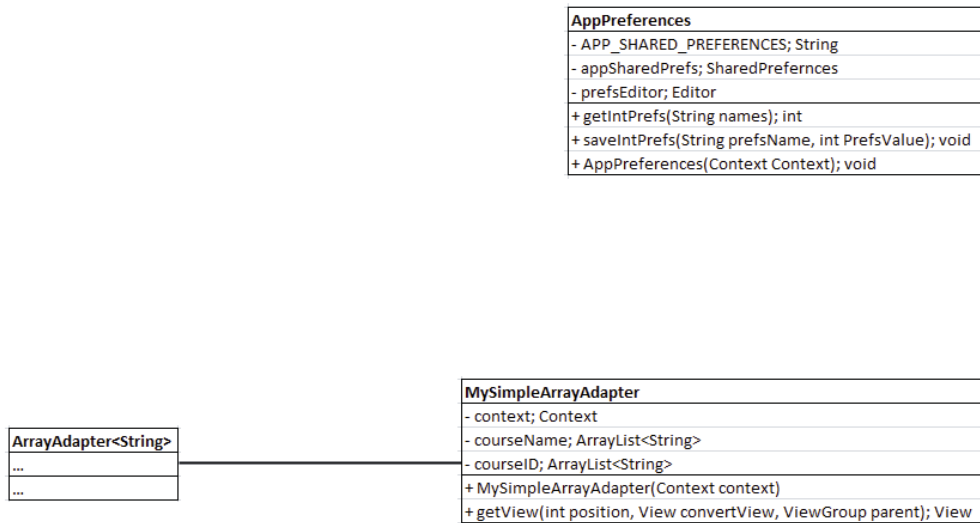 AppPreferences
- APP_SHARED_PREFERENCES; String
- appSharedPrefs; SharedPrefernces
- prefsEditor; Editor
+ getIntPrefs(String names); int
+ saveIntPrefs(String prefsName, int PrefsValue); void
+ AppPreferences(Context Context); void
MySimpleArrayAdapter
- context; Context
- courseName; ArrayList<String>
- courseID; ArrayList<String>
+ MySimpleArrayAdapter(Context context)
+ getView(int position, View convertView, ViewGroup parent); View
ArrayAdapter<String>
...
...